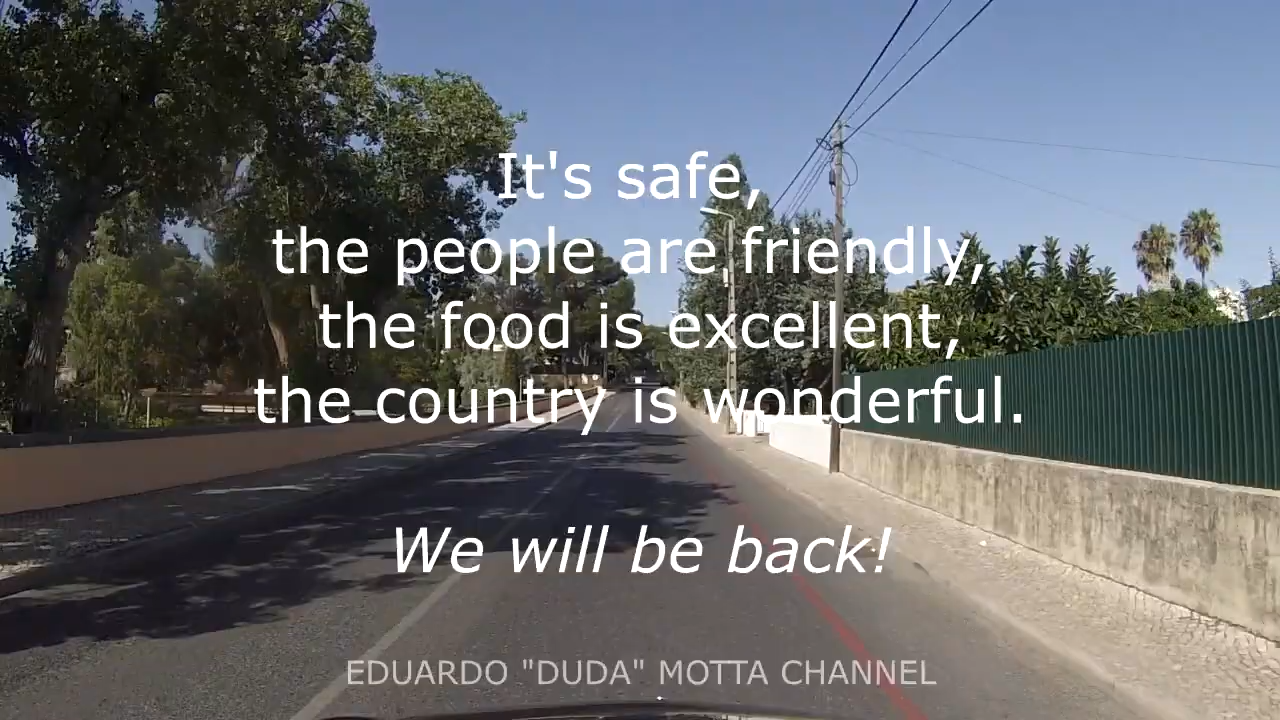 It's safe,
the people are friendly,
the food is excellent,
the country is wonderful.
We will be back!
EDUARDO "DUDA" MOTTA CHANNEL